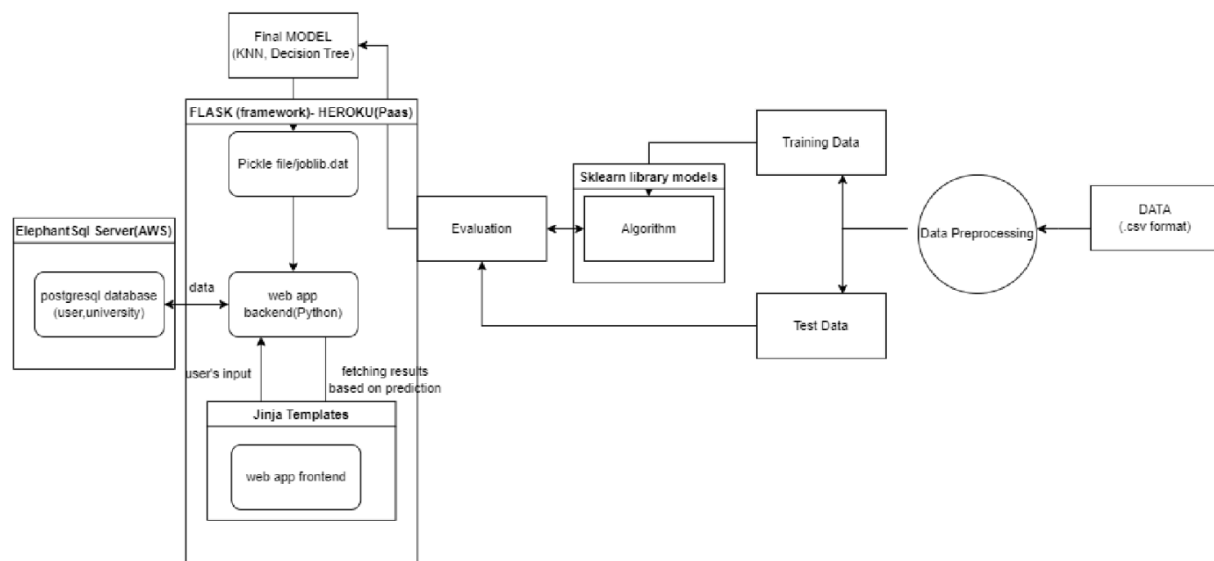 Final MODEL
(KNN, Decision Tree)
FLASK (framework)- HEROKU(Paas)
Pickle file/joblib.dat
ElephantSql Server(AWS)
postgresql database
(user,university)
data
web app
backend(Python)
user's input
fetching results
based on prediction
Jinja Templates
web app frontend
Evaluation
Sklearn library models
Algorithm
Training Data
Test Data
Data Preprocessing
DATA
(.csv format)